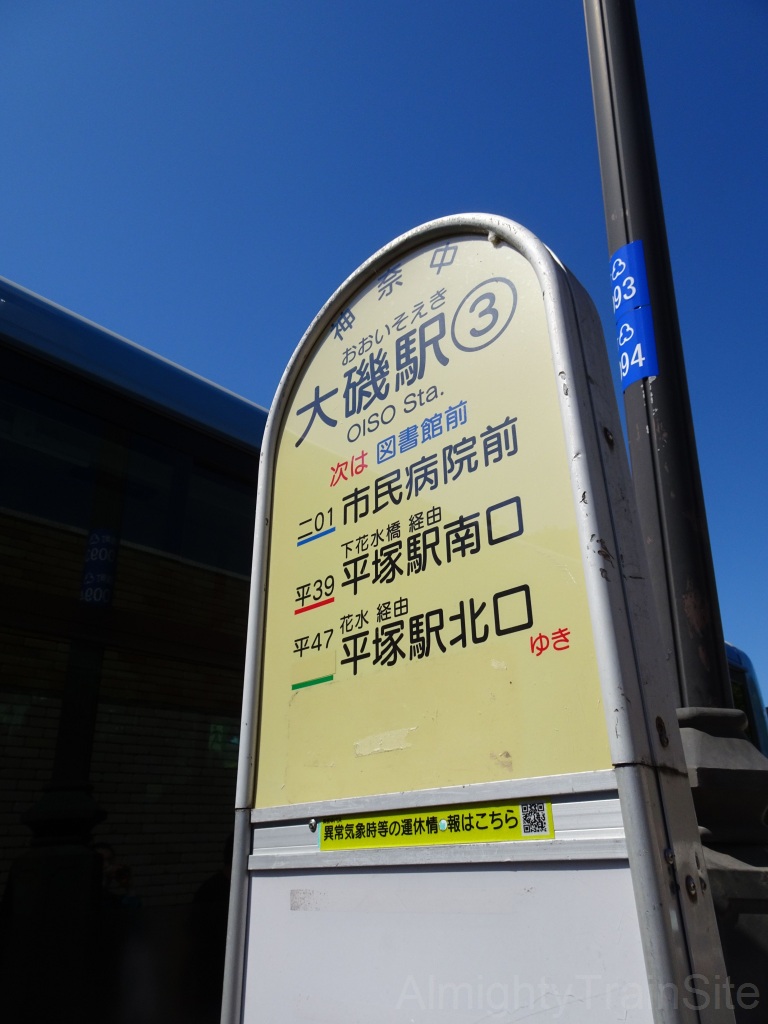 神奈中
おおいそえき
大磯駅 ③
OISO Sta.
次は 図書館前
二01 市民病院前
下花水橋 経由
平39 平塚駅南口
花水 経由
平47 平塚駅北口
ゆき
異常気象時等の運休情報はこちら
093
094
AlmightyTrainSite